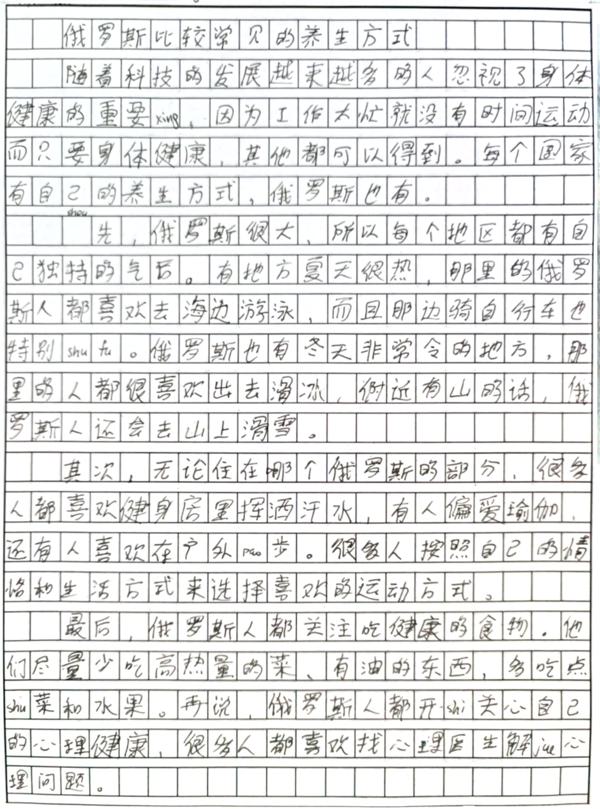 俄罗斯比较常见的养生方式
随着科技的发展越来越多的人忽视了身体
健康的重要xing，因为工作太忙就没有时间运动
而只要身体健康，其他都可以得到。每个国家
有自己的养生方式，俄罗斯也有。
shou
先，俄罗斯很大，所以每个地区都有自
己独特的气后。有地方夏天很热，那里的俄罗
斯人都喜欢去海边游泳，而且那边骑自行车也
特别shu fu。俄罗斯也有冬天非常令的地方，那
里的人都很喜欢出去滑冰，附近有山的话，俄
罗斯人还会去山上滑雪。
其次，无论住在哪个俄罗斯的部分，很多
人都喜欢健身房里挥洒汗水，有人偏爱瑜伽，
还有人喜欢在户外pao步。很多人按照自己的情
恪和生活方式来选择喜欢的运动方式。
最后，俄罗斯人都关注吃健康的食物。他
们尽量少吃高热量的菜、有油的东西，多吃点
shu菜和水果。再说，俄罗斯人都开shi关心自己
的心理健康，很多人都喜欢找心理医生解jue心
理问题。